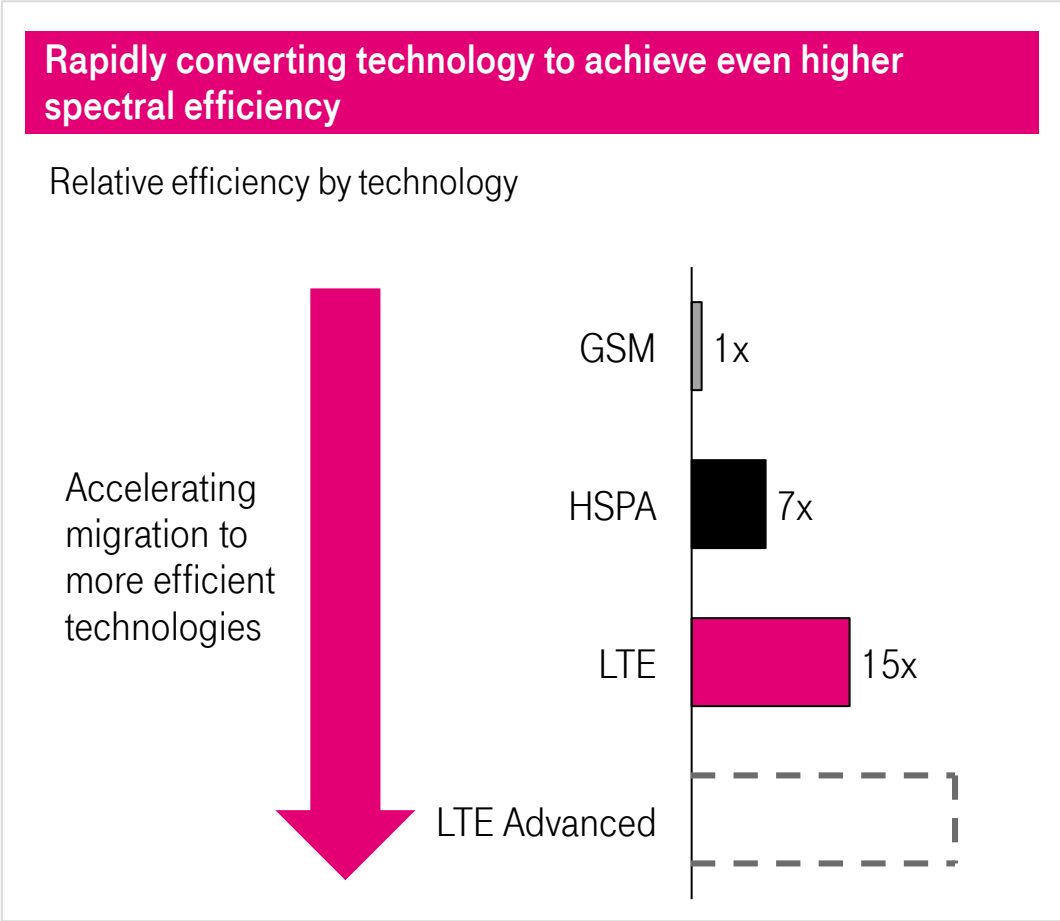 Rapidly converting technology to achieve even higher
spectral efficiency
Relative efficiency by technology
Accelerating
migration to
more efficient
technologies
GSM 1x
HSPA 7x
LTE 15x
LTE Advanced